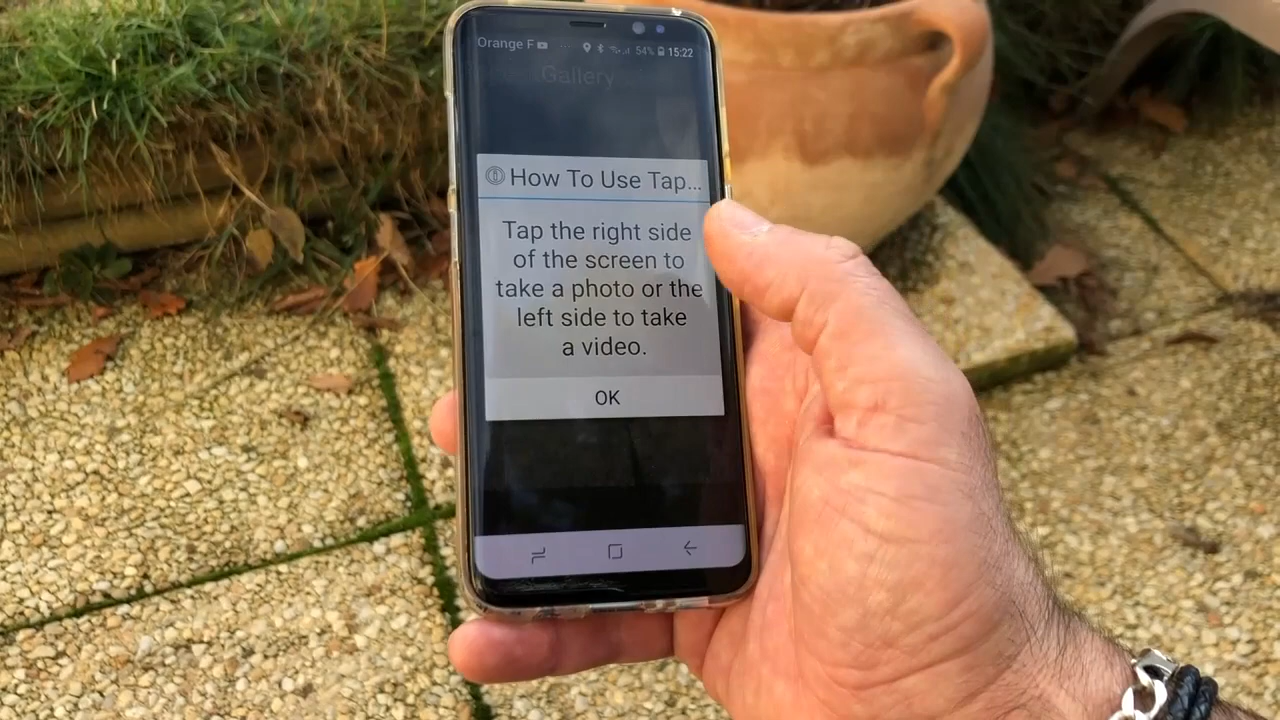 Orange F 54% 15:22
Gallery
How To Use Tap...
Tap the right side
of the screen to
take a photo or the
left side to take
a video.
OK